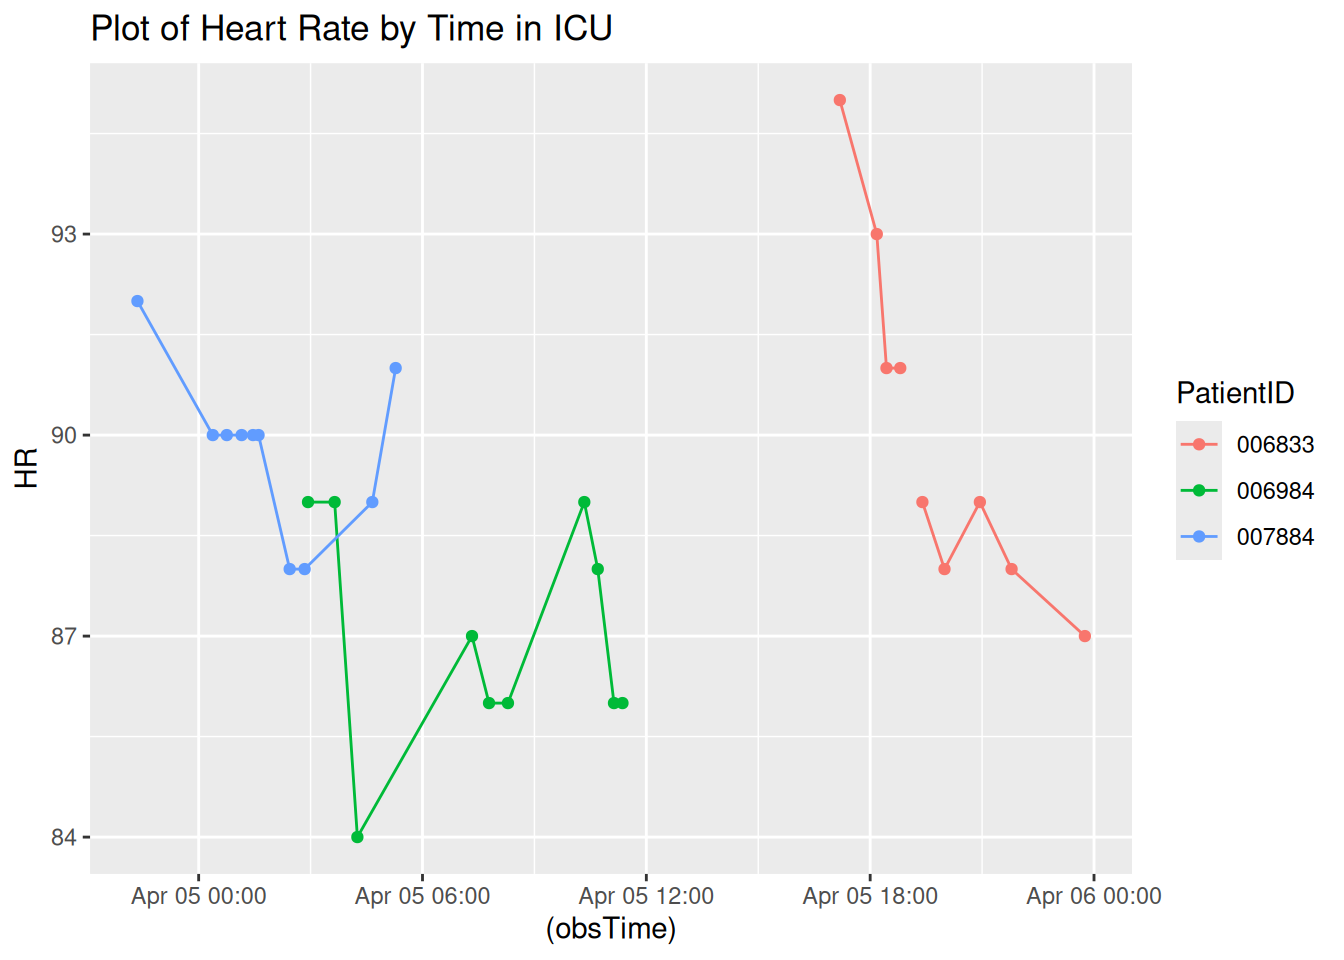 Plot of Heart Rate by Time in ICU
HR
93
90
87
84
Apr 05 00:00
Apr 05 06:00
Apr 05 12:00
Apr 05 18:00
Apr 06 00:00
(obsTime)
PatientID
006833
006984
007884